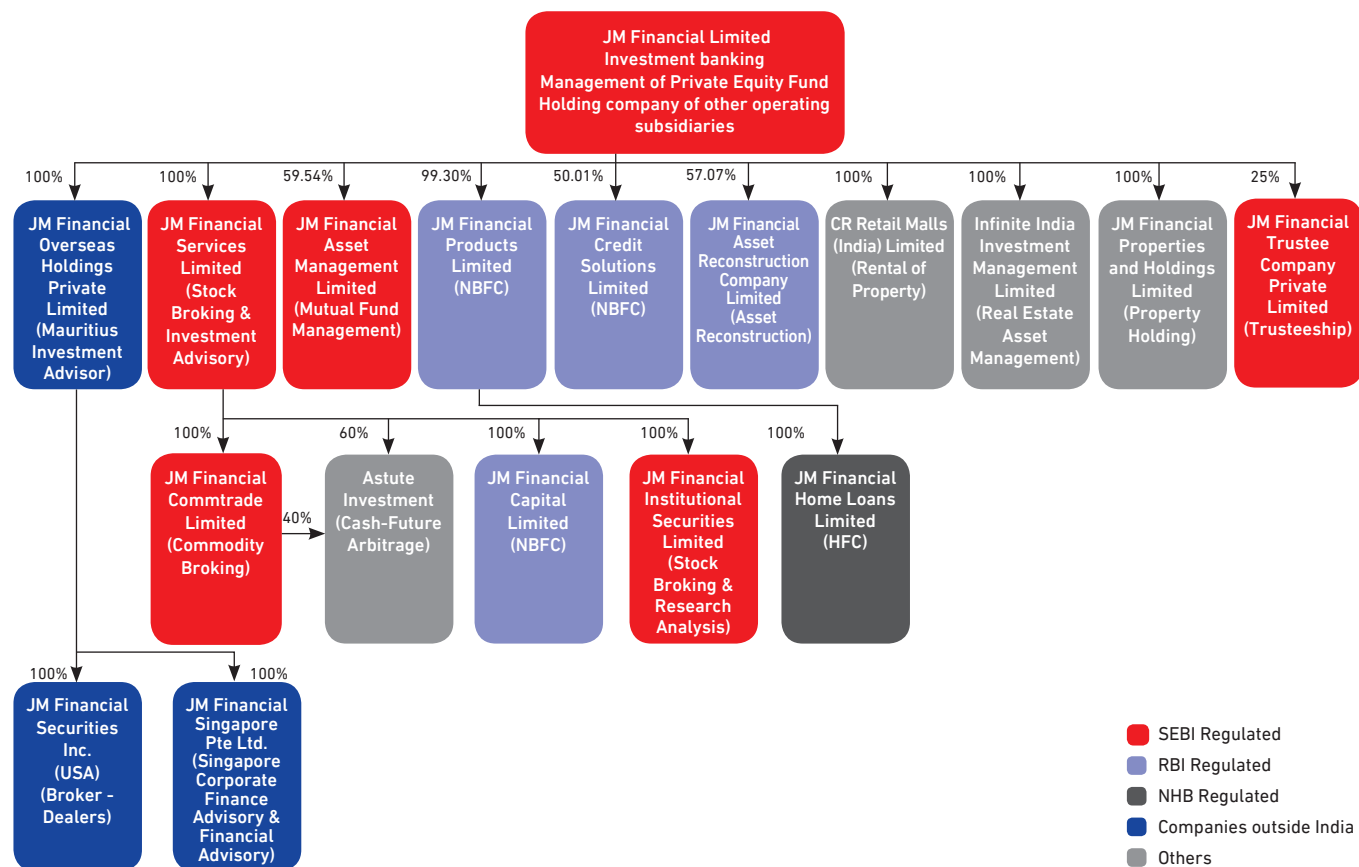 JM Financial Limited
Investment banking
Management of Private Equity Fund
Holding company of other operating
subsidiaries
100%
100%
59.54%
99.30%
50.01%
57.07%
100%
100%
100%
25%
JM Financial
Overseas
Holdings
Private
Limited
(Mauritius
Investment
Advisor)
JM Financial
Services
Limited
(Stock
Broking &
Investment
Advisory)
JM Financial
Asset
Management
Limited
(Mutual Fund
Management)
JM Financial
Products
Limited
(NBFC)
JM Financial
Credit
Solutions
Limited
(NBFC)
JM Financial
Asset
Reconstruction
Company
Limited
(Asset
Reconstruction)
CR Retail Malls
(India) Limited
(Rental of
Property)
Infinite India
Investment
Management
Limited
(Real Estate
Asset
Management)
JM Financial
Properties
and Holdings
Limited
(Property
Holding)
JM Financial
Trustee
Company
Private
Limited
(Trusteeship)
100%
60%
100%
100%
100%
JM Financial
Commtrade
Limited
(Commodity
Broking)
40%
Astute
Investment
(Cash-Future
Arbitrage)
JM Financial
Capital
Limited
(NBFC)
JM Financial
Institutional
Securities
Limited
(Stock
Broking &
Research
Analysis)
JM Financial
Home Loans
Limited
(HFC)
100%
100%
JM Financial
Securities
Inc.
(USA)
(Broker -
Dealers)
JM Financial
Singapore
Pte Ltd.
(Singapore
Corporate
Finance
Advisory &
Financial
Advisory)
SEBI Regulated
RBI Regulated
NHB Regulated
Companies outside India
Others